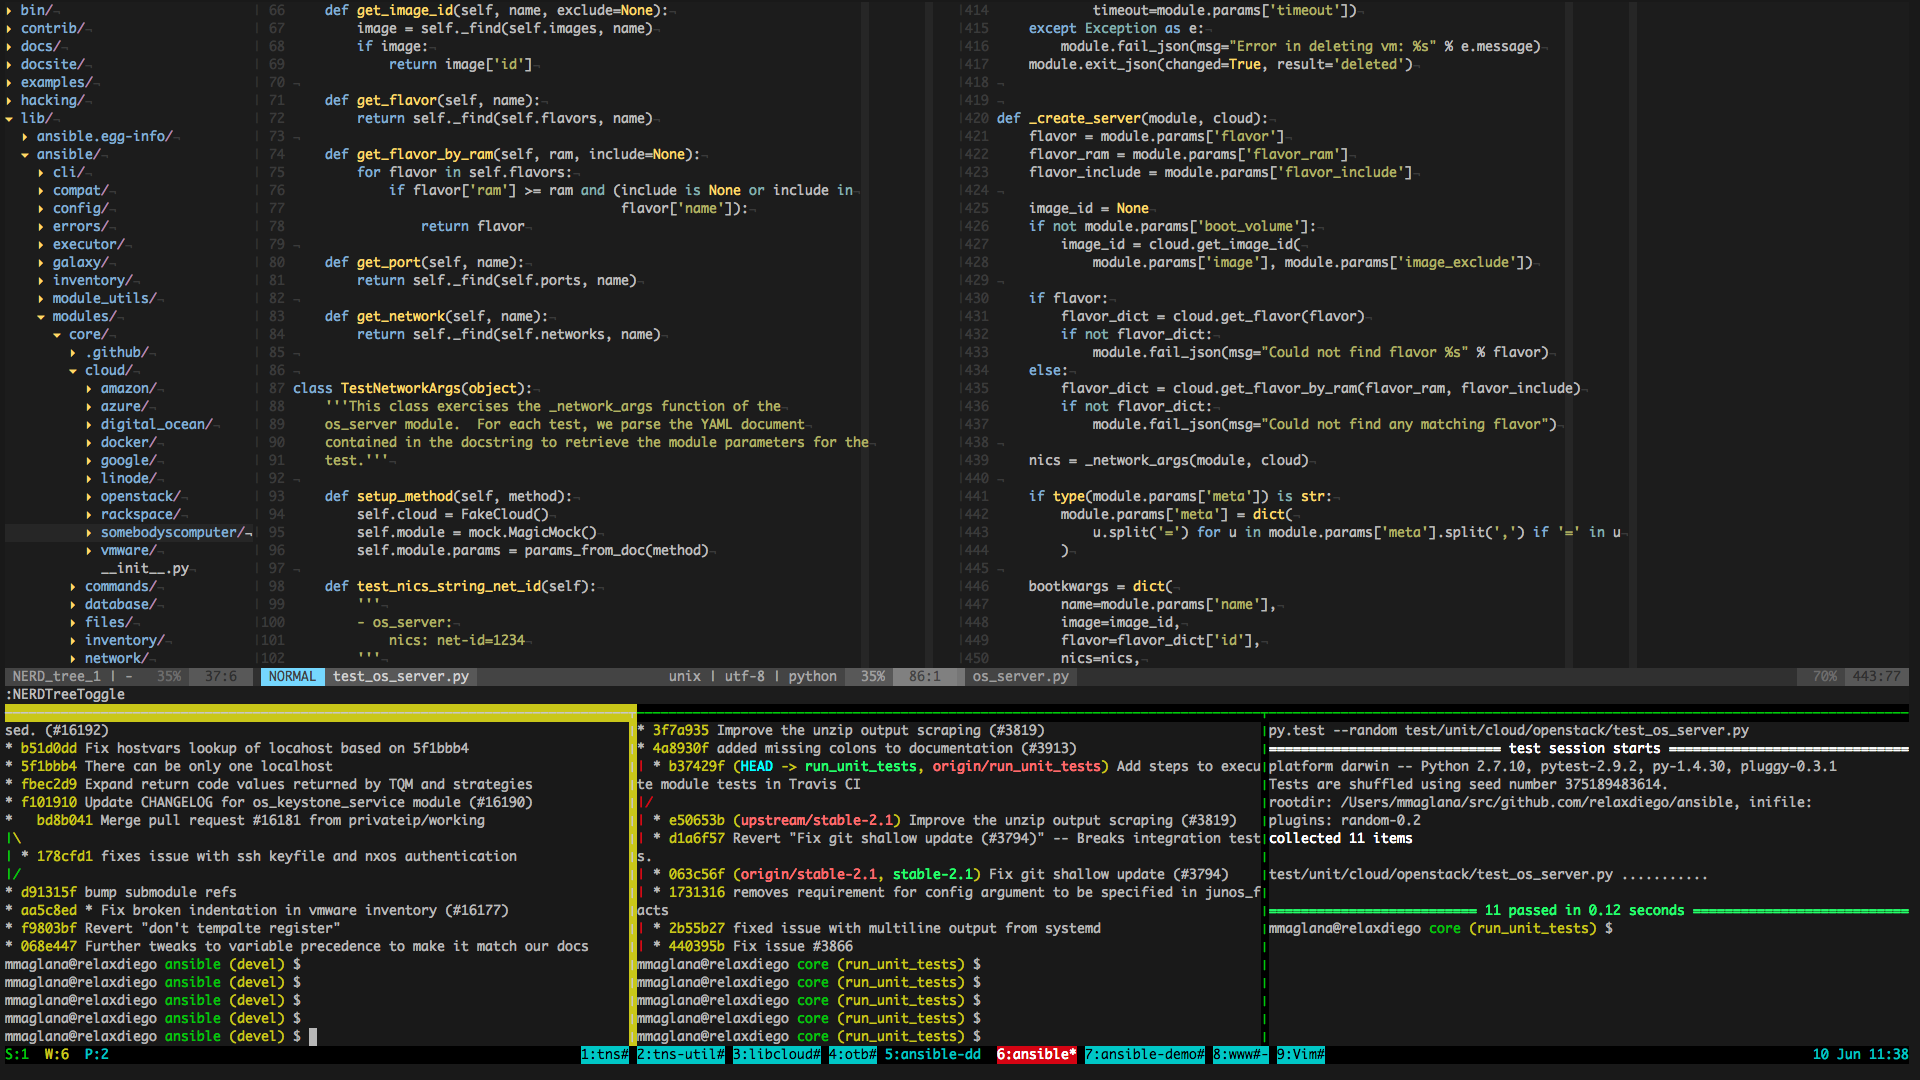 bin/
contrib/
docs/
docsite/
examples/
hacking/
lib/
ansible.egg-info/
ansible/
cli/
compat/
config/
errors/
executor/
galaxy/
inventory/
module_utils/
modules/
core/
.github/
cloud/
amazon/
azure/
digital_ocean/
docker/
google/
linode/
openstack/
rackspace/
somebodyscomputer/
vmware/
__init__.py
commands/
database/
files/
inventory/
network/
66 def get_image_id(self, name, exclude=None):
67 image = self._find(self.images, name)
68 if image:
69 return image['id']
70
71 def get_flavor(self, name):
72 return self._find(self.flavors, name)
73
74 def get_flavor_by_ram(self, ram, include=None):
75 for flavor in self.flavors:
76 if flavor['ram'] >= ram and (include is None or include in
77 flavor['name']):
78 return flavor
79
80 def get_port(self, name):
81 return self._find(self.ports, name)
82
83 def get_network(self, name):
84 return self._find(self.networks, name)
85
86
87 class TestNetworkArgs(object):
88 '''This class exercises the _network_args function of the
89 os_server module.  For each test, we parse the YAML document
90 contained in the docstring to retrieve the module parameters for the
91 test.'''
92
93 def setup_method(self, method):
94 self.cloud = FakeCloud()
95 self.module = mock.MagicMock()
96 self.module.params = params_from_doc(method)
97
98 def test_nics_string_net_id(self):
99 '''
100 - os_server:
101 nics: net-id=1234
102 '''
414 timeout=module.params['timeout'])
415 except Exception as e:
416 module.fail_json(msg="Error in deleting vm: %s" % e.message)
417 module.exit_json(changed=True, result='deleted')
418
419
420 def _create_server(module, cloud):
421 flavor = module.params['flavor']
422 flavor_ram = module.params['flavor_ram']
423 flavor_include = module.params['flavor_include']
424
425 image_id = None
426 if not module.params['boot_volume']:
427 image_id = cloud.get_image_id(
428 module.params['image'], module.params['image_exclude'])
429
430 if flavor:
431 flavor_dict = cloud.get_flavor(flavor)
432 if not flavor_dict:
433 module.fail_json(msg="Could not find flavor %s" % flavor)
434 else:
435 flavor_dict = cloud.get_flavor_by_ram(flavor_ram, flavor_include)
436 if not flavor_dict:
437 module.fail_json(msg="Could not find any matching flavor")
438
439 nics = _network_args(module, cloud)
440
441 if type(module.params['meta']) is str:
442 module.params['meta'] = dict(
443 u.split('=') for u in module.params['meta'].split(',') if '=' in u
444 )
445
446 bootkwargs = dict(
447 name=module.params['name'],
448 image=image_id,
449 flavor=flavor_dict['id'],
450 nics=nics,
NERD_tree_1 | - 35% 37:6 NORMAL test_os_server.py unix | utf-8 | python 35% 86:1 os_server.py 70% 443:77
:NERDTreeToggle
sed. (#16192)
* b51d0dd Fix hostvars lookup of locahost based on 5f1bbb4
* 5f1bbb4 There can be only one localhost
* fbec2d9 Expand return code values returned by TQM and strategies
* f101910 Update CHANGELOG for os_keystone_service module (#16190)
*   bd8b041 Merge pull request #16181 from privateip/working
|\
| * 178cfd1 fixes issue with ssh keyfile and nxos authentication
|/
* d91315f bump submodule refs
* aa5c8ed * Fix broken indentation in vmware inventory (#16177)
* f9803bf Revert "don't tempalte register"
* 068e447 Further tweaks to variable precedence to make it match our docs
mmaglana@relaxdiego ansible (devel) $
mmaglana@relaxdiego ansible (devel) $
mmaglana@relaxdiego ansible (devel) $
mmaglana@relaxdiego ansible (devel) $
mmaglana@relaxdiego ansible (devel) $
* 3f7a935 Improve the unzip output scraping (#3819)
* 4a8930f added missing colons to documentation (#3913)
| * b37429f (HEAD -> run_unit_tests, origin/run_unit_tests) Add steps to execu
te module tests in Travis CI
|/
| * e50653b (upstream/stable-2.1) Improve the unzip output scraping (#3819)
| * d1a6f57 Revert "Fix git shallow update (#3794)" -- Breaks integration test
s.
| * 063c56f (origin/stable-2.1, stable-2.1) Fix git shallow update (#3794)
| * 1731316 removes requirement for config argument to be specified in junos_f
acts
| * 2b55b27 fixed issue with multiline output from systemd
| * 440395b Fix issue #3866
mmaglana@relaxdiego core (run_unit_tests) $
mmaglana@relaxdiego core (run_unit_tests) $
mmaglana@relaxdiego core (run_unit_tests) $
mmaglana@relaxdiego core (run_unit_tests) $
mmaglana@relaxdiego core (run_unit_tests) $
py.test --random test/unit/cloud/openstack/test_os_server.py
============================= test session starts ==============================
platform darwin -- Python 2.7.10, pytest-2.9.2, py-1.4.30, pluggy-0.3.1
Tests are shuffled using seed number 375189483614.
rootdir: /Users/mmaglana/src/github.com/relaxdiego/ansible, inifile:
plugins: random-0.2
collected 11 items
test/unit/cloud/openstack/test_os_server.py ...........
========================== 11 passed in 0.12 seconds ===========================
mmaglana@relaxdiego core (run_unit_tests) $
S:1 W:6 P:2 1:tns# 2:tns-util# 3:libcloud# 4:otb# 5:ansible-dd 6:ansible* 7:ansible-demo# 8:www#- 9:Vim# 10 Jun 11:38